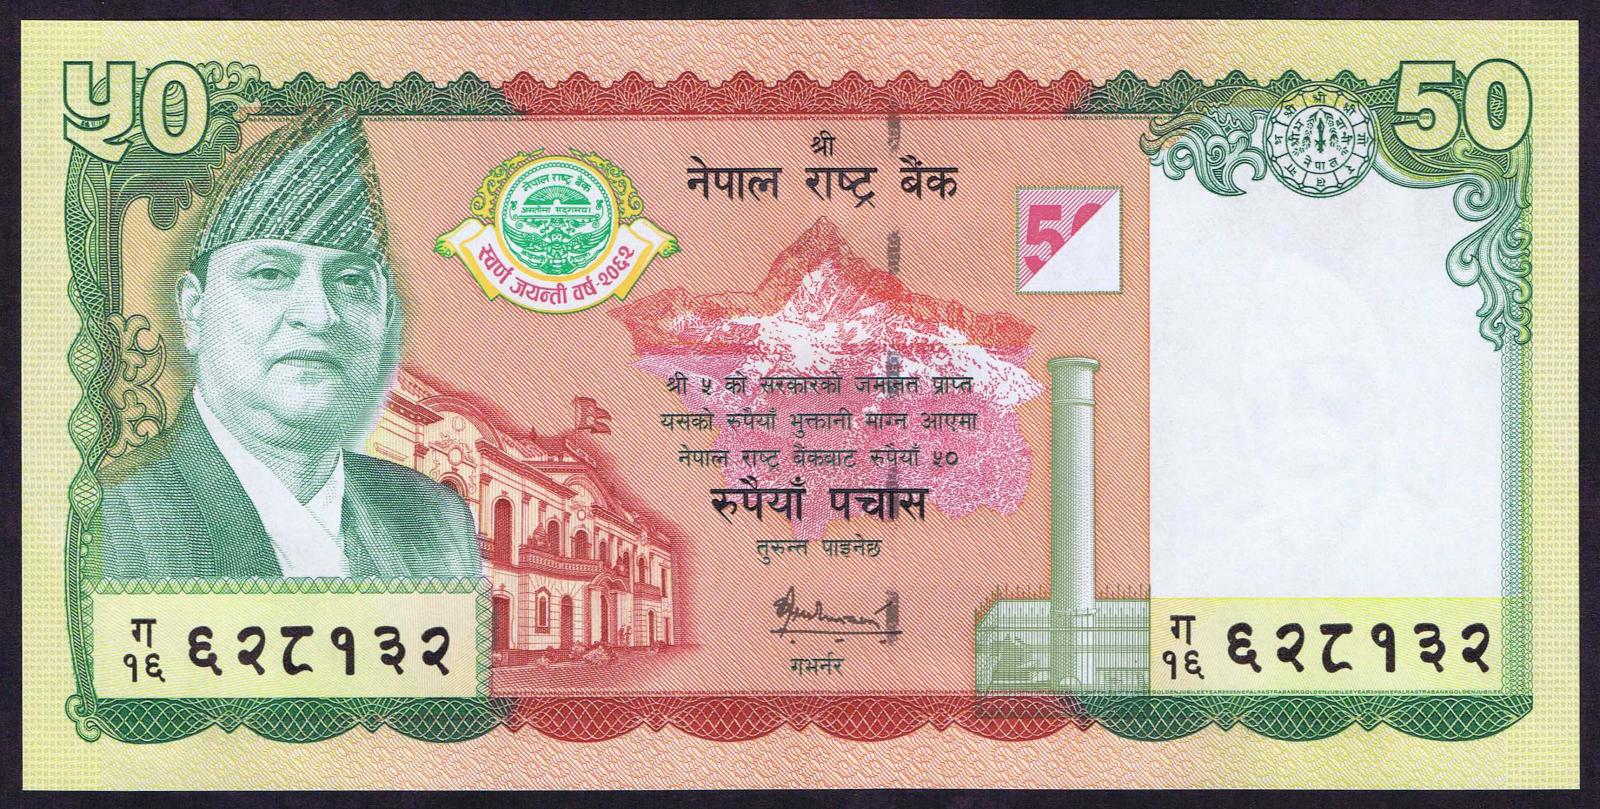 ५०
50
श्री
नेपाल राष्ट्र बैंक
नेपाल राष्ट्र बैंक
स्वर्ण जयन्ती वर्ष-२०६२
श्री ५ को सरकारको जमानत प्राप्त
यसको रुपैयाँ भुक्तानी माग्न आएमा
नेपाल राष्ट्र बैंकबाट रुपैयाँ ५०
रुपैयाँ पचास
तुरुन्त पाइनेछ
गभर्नर
ग
१६ ६२८१३२
ग
१६ ६२८१३२